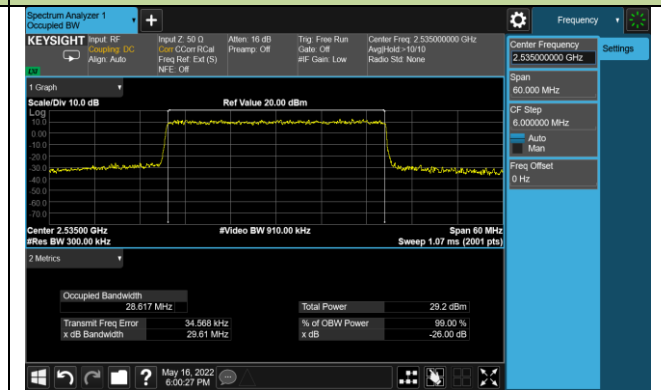 Spectrum Analyzer 1
Occupied BW
+
Frequency
KEYSIGHT
Input: RF
Coupling: DC
Align: Auto
Input Z: 50 Ω
Corr CCorr RCal
Freq Ref: Ext (S)
NFE: Off
Atten: 16 dB
Preamp: Off
Trig: Free Run
Gate: Off
#IF Gain: Low
Center Freq: 2.535000000 GHz
Avg|Hold:>10/10
Radio Std: None
Center Frequency
2.535000000 GHz
Settings
Span
60.000 MHz
CF Step
6.000000 MHz
Auto
Man
Freq Offset
0 Hz
1 Graph
Scale/Div 10.0 dB
Ref Value 20.00 dBm
Log
10.0
0.00
-10.0
-20.0
-30.0
-40.0
-50.0
-60.0
-70.0
Center 2.53500 GHz
#Video BW 910.00 kHz
Span 60 MHz
#Res BW 300.00 kHz
Sweep 1.07 ms (2001 pts)
2 Metrics
Occupied Bandwidth
28.617 MHz
Total Power 29.2 dBm
Transmit Freq Error 34.568 kHz
% of OBW Power 99.00 %
x dB Bandwidth 29.61 MHz
x dB -26.00 dB
?
May 16, 2022
6:00:27 PM